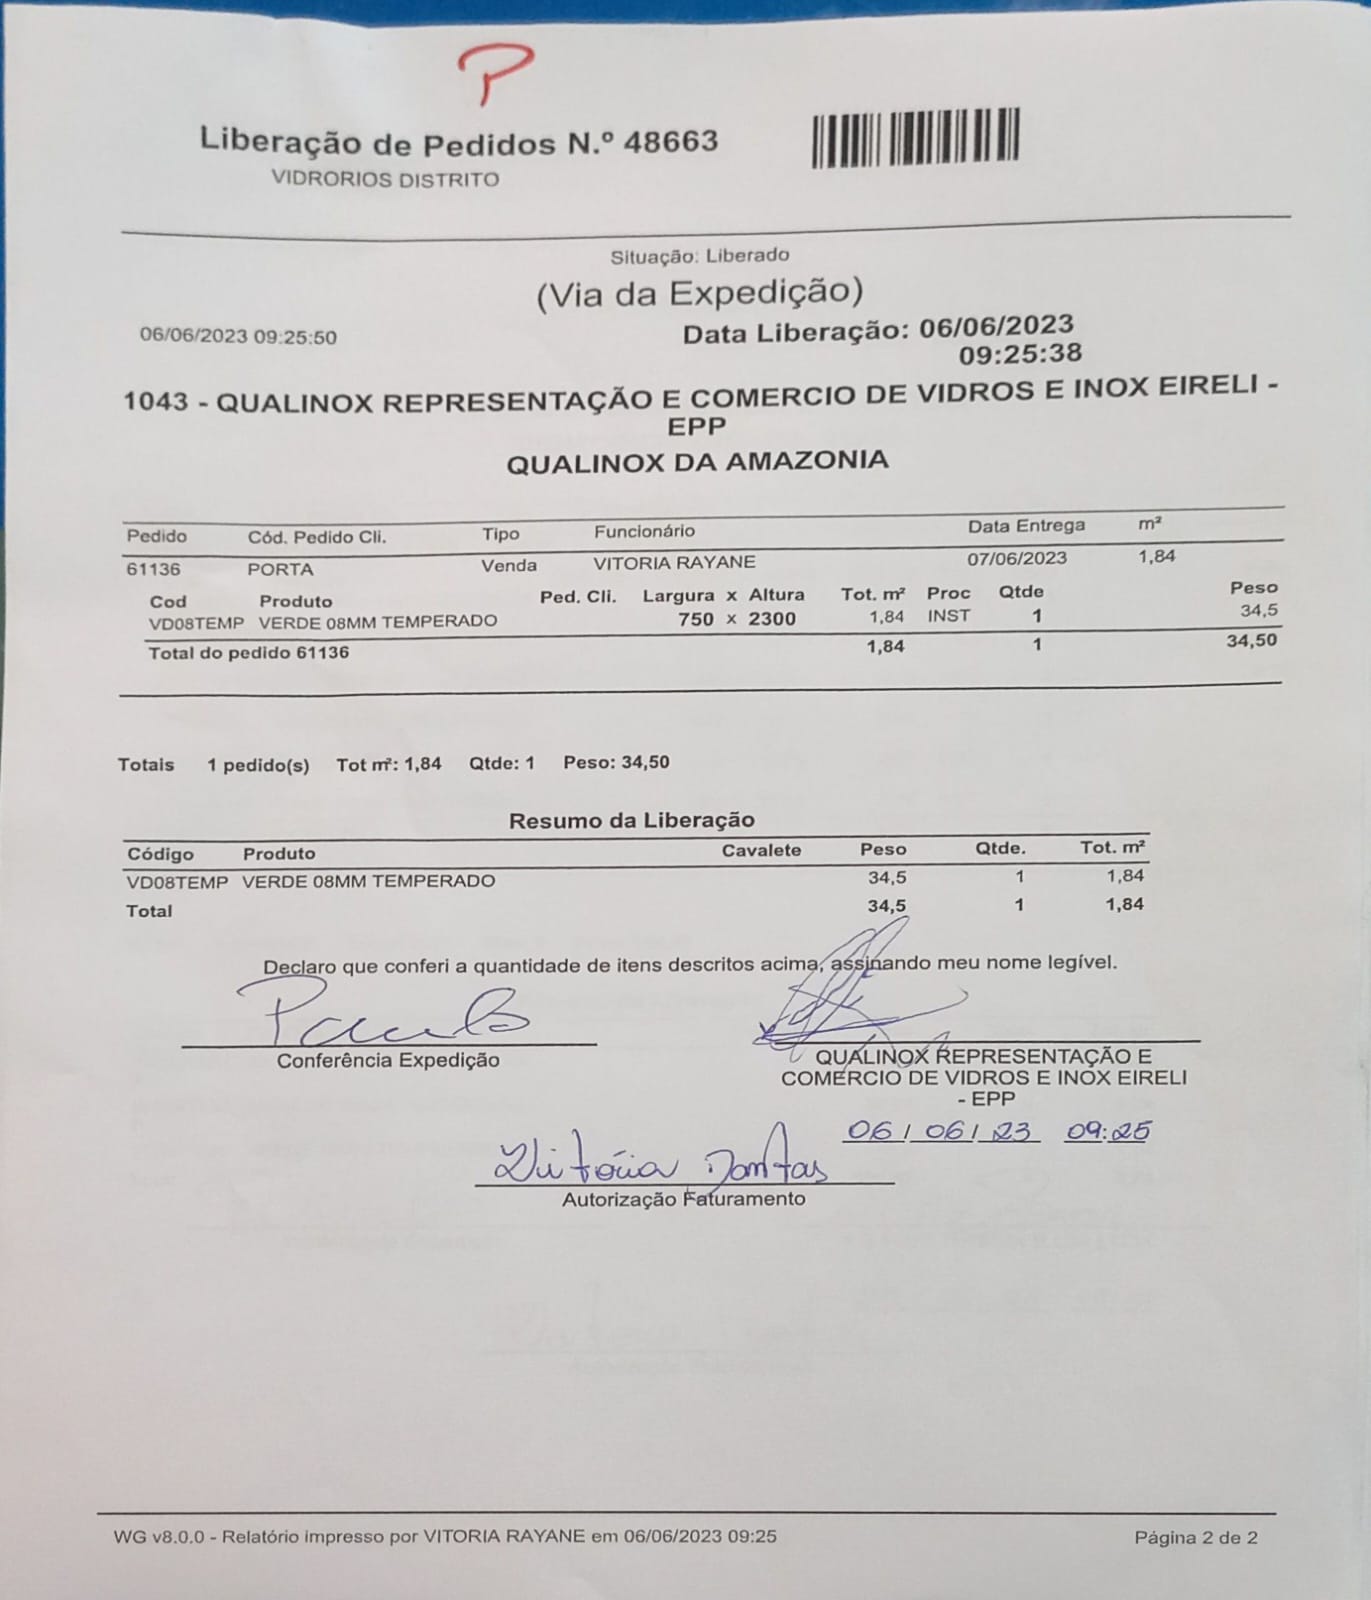 P
Liberação de Pedidos N.º 48663
VIDRORIOS DISTRITO
Situação: Liberado
(Via da Expedição)
06/06/2023 09:25:50
Data Liberação: 06/06/2023
09:25:38
1043 - QUALINOX REPRESENTAÇÃO E COMERCIO DE VIDROS E INOX EIRELI -
EPP
QUALINOX DA AMAZONIA
Pedido Cód. Pedido Cli. Tipo Funcionário Data Entrega m²
61136 PORTA Venda VITORIA RAYANE 07/06/2023 1,84
Cod Produto Ped. Cli. Largura x Altura Tot. m² Proc Qtde Peso
VD08TEMP VERDE 08MM TEMPERADO 750 x 2300 1,84 INST 1 34,5
Total do pedido 61136 1,84 1 34,50
Totais 1 pedido(s) Tot m²: 1,84 Qtde: 1 Peso: 34,50
Resumo da Liberação
Código Produto Cavalete Peso Qtde. Tot. m²
VD08TEMP VERDE 08MM TEMPERADO 34,5 1 1,84
Total 34,5 1 1,84
Declaro que conferi a quantidade de itens descritos acima, assinando meu nome legível.
Paulo
Conferência Expedição
QUALINOX REPRESENTAÇÃO E
COMERCIO DE VIDROS E INOX EIRELI
- EPP
06/06/23 09:25
Vitória Dantas
Autorização Faturamento
WG v8.0.0 - Relatório impresso por VITORIA RAYANE em 06/06/2023 09:25
Página 2 de 2